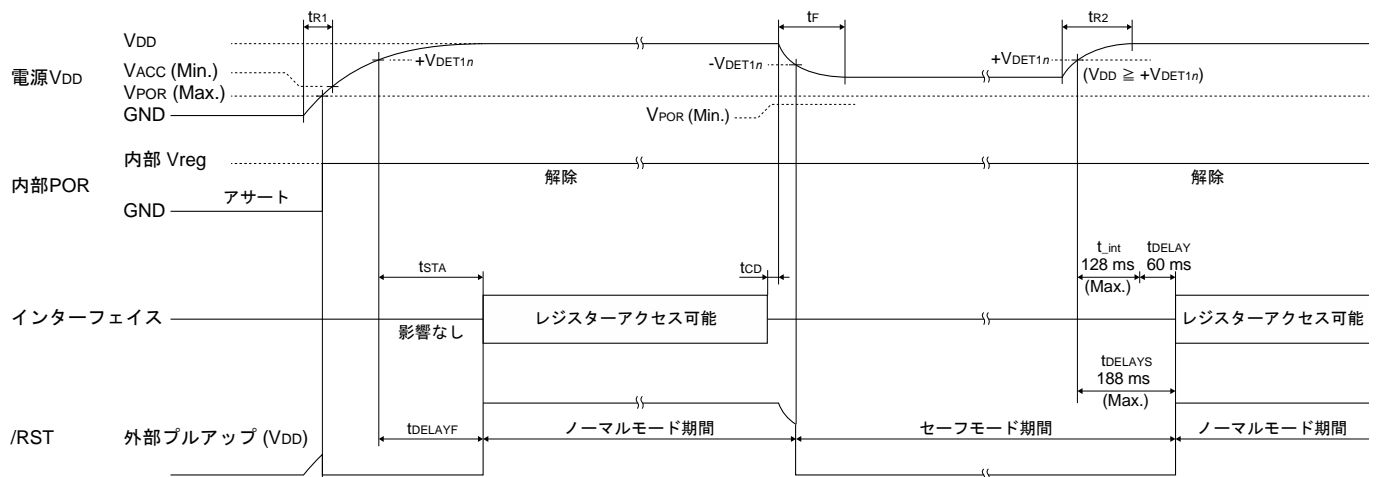 tR1
tF
tR2
電源VDD
VDD
+VDET1n
-VDET1n
+VDET1n
(VDD ≧ +VDET1n)
VACC (Min.)
VPOR (Max.)
VPOR (Min.)
GND
内部POR
内部 Vreg
解除
解除
アサート
GND
tSTA
tCD
t_int
128 ms
(Max.)
tDELAY
60 ms
インターフェイス
影響なし
レジスターアクセス可能
レジスターアクセス可能
tDELAYS
188 ms
(Max.)
/RST
外部プルアップ (VDD)
tDELAYF
ノーマルモード期間
セーフモード期間
ノーマルモード期間